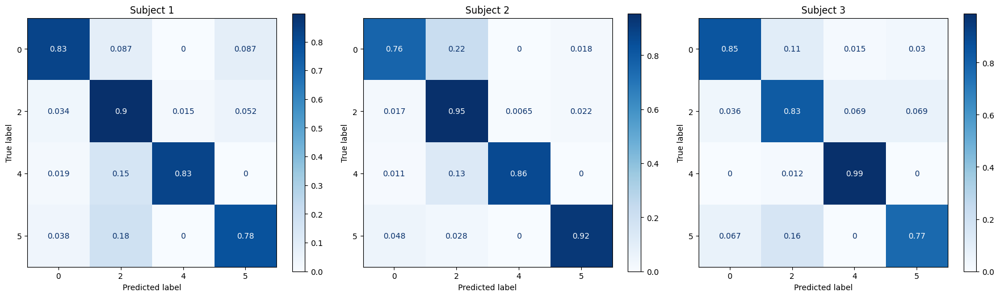 Subject 1
0 0.83 0.087 0 0.087
2 0.034 0.9 0.015 0.052
4 0.019 0.15 0.83 0
5 0.038 0.18 0 0.78
0 2 4 5
True label
Predicted label
0.8
0.7
0.6
0.5
0.4
0.3
0.2
0.1
0.0
Subject 2
0 0.76 0.22 0 0.018
2 0.017 0.95 0.0065 0.022
4 0.011 0.13 0.86 0
5 0.048 0.028 0 0.92
0 2 4 5
True label
Predicted label
0.8
0.6
0.4
0.2
0.0
Subject 3
0 0.85 0.11 0.015 0.03
2 0.036 0.83 0.069 0.069
4 0 0.012 0.99 0
5 0.067 0.16 0 0.77
0 2 4 5
True label
Predicted label
0.8
0.6
0.4
0.2
0.0